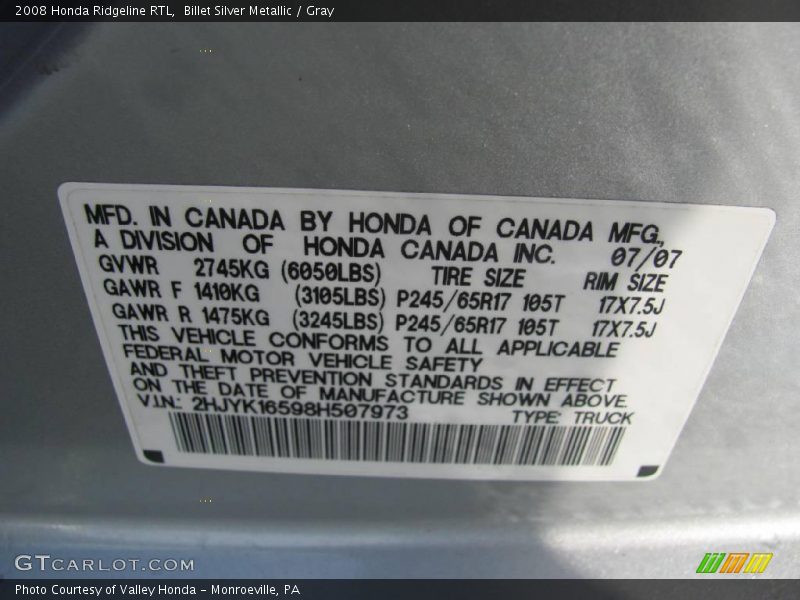 2008 Honda Ridgeline RTL,  Billet Silver Metallic / Gray
MFD. IN CANADA BY HONDA OF CANADA MFG.,
A DIVISION OF HONDA CANADA INC. 07/07
GVWR 2745KG (6050LBS) TIRE SIZE RIM SIZE
GAWR F 1410KG (3105LBS) P245/65R17 105T 17X7.5J
GAWR R 1475KG (3245LBS) P245/65R17 105T 17X7.5J
THIS VEHICLE CONFORMS TO ALL APPLICABLE
FEDERAL MOTOR VEHICLE SAFETY
AND THEFT PREVENTION STANDARDS IN EFFECT
ON THE DATE OF MANUFACTURE SHOWN ABOVE.
V.I.N.: 2HJYK16598H507973 TYPE: TRUCK
GTCARLOT.COM
Photo Courtesy of Valley Honda - Monroeville, PA